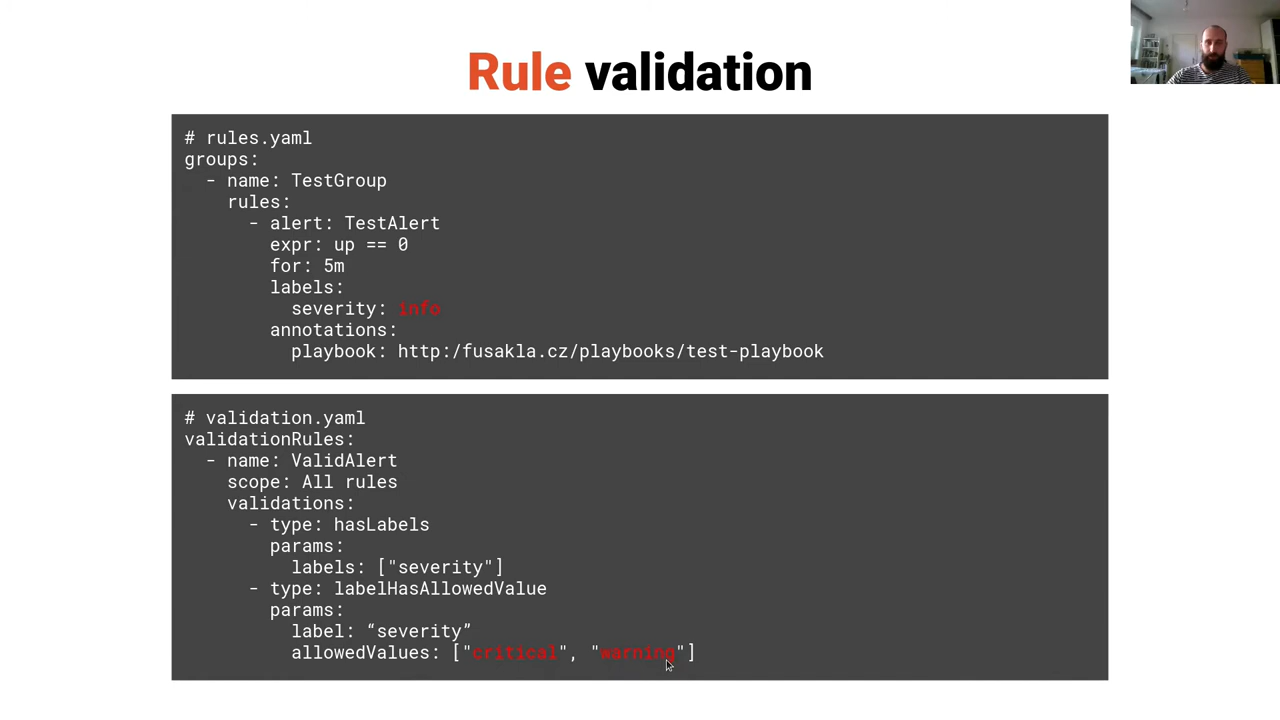 Rule validation
# rules.yaml
groups:
  - name: TestGroup
    rules:
      - alert: TestAlert
        expr: up == 0
        for: 5m
        labels:
          severity: info
        annotations:
          playbook: http:/fusakla.cz/playbooks/test-playbook
# validation.yaml
validationRules:
  - name: ValidAlert
    scope: All rules
    validations:
      - type: hasLabels
        params:
          labels: ["severity"]
      - type: labelHasAllowedValue
        params:
          label: “severity”
          allowedValues: ["critical", "warning"]